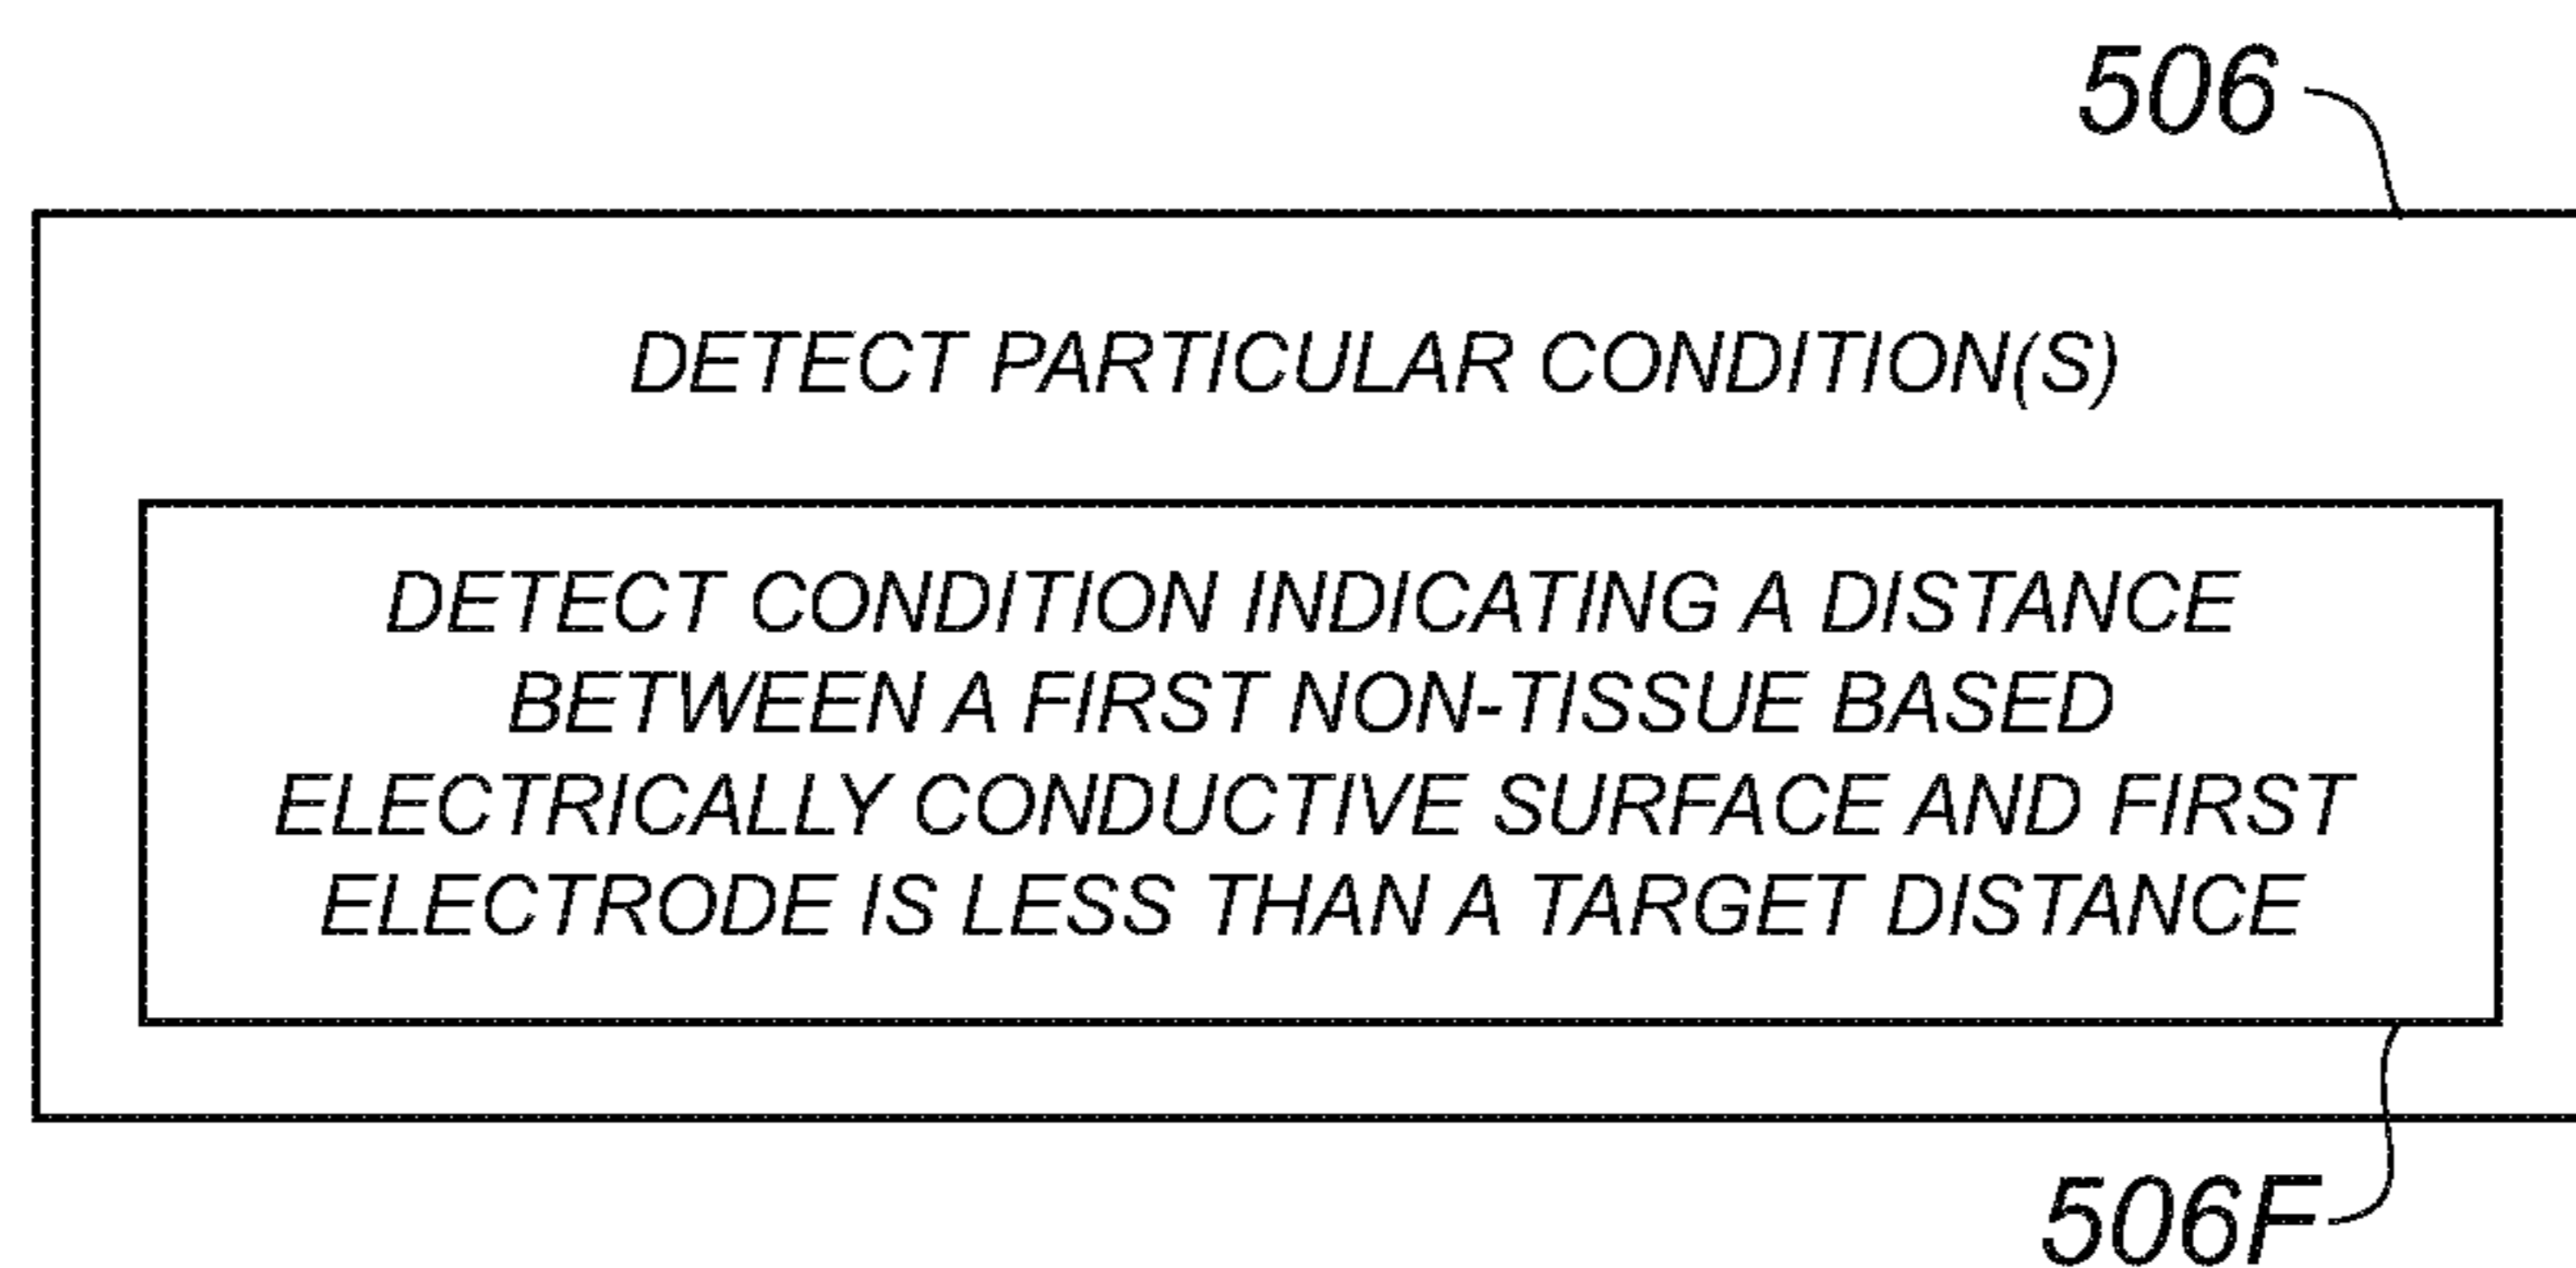 506
DETECT PARTICULAR CONDITION(S)
DETECT CONDITION INDICATING A DISTANCE
BETWEEN A FIRST NON-TISSUE BASED
ELECTRICALLY CONDUCTIVE SURFACE AND FIRST
ELECTRODE IS LESS THAN A TARGET DISTANCE
506F